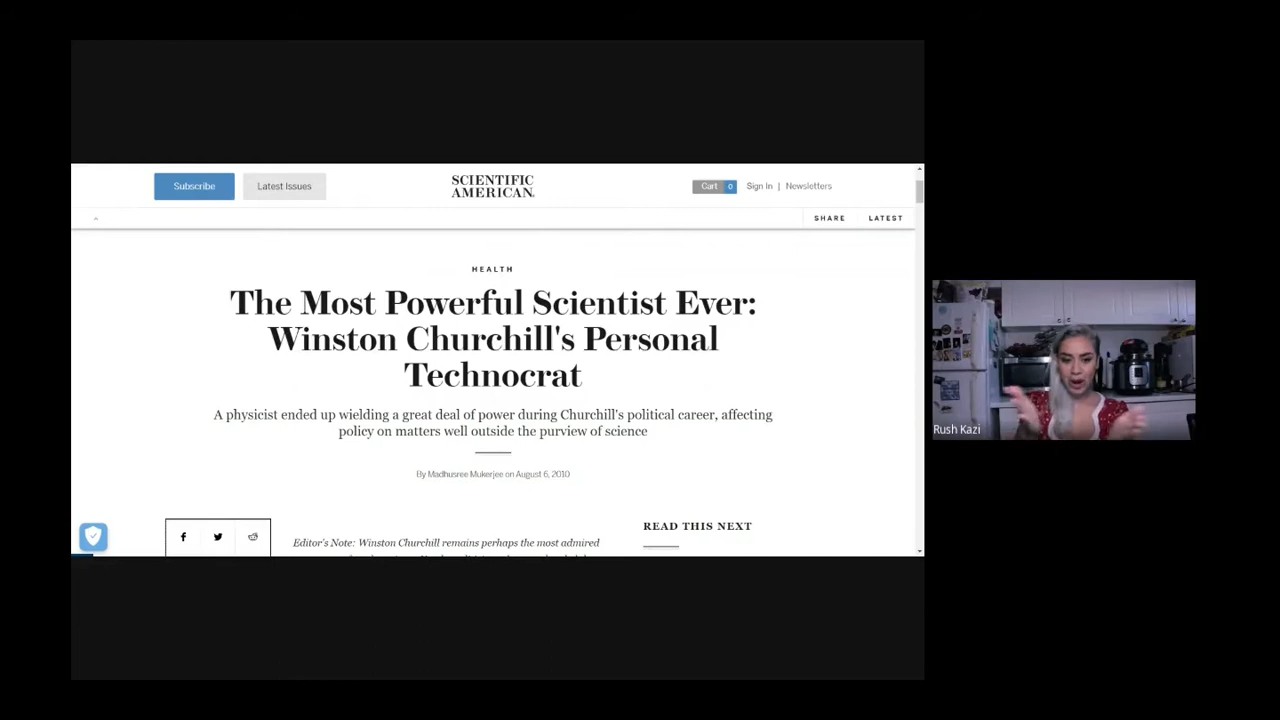 Subscribe
Latest Issues
SCIENTIFIC
AMERICAN.
Cart 0
Sign In | Newsletters
SHARE
LATEST
HEALTH
The Most Powerful Scientist Ever:
Winston Churchill's Personal
Technocrat
A physicist ended up wielding a great deal of power during Churchill's political career, affecting
policy on matters well outside the purview of science
By Madhusree Mukerjee on August 6, 2010
READ THIS NEXT
Editor's Note: Winston Churchill remains perhaps the most admired
Rush Kazi